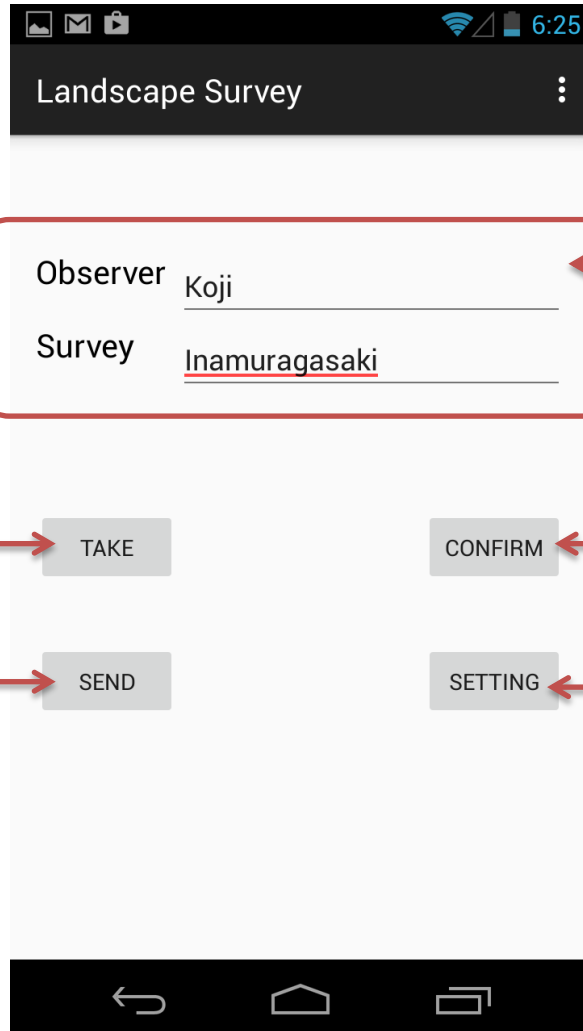 6:25
Landscape Survey
Observer Koji
Survey Inamuragasaki
TAKE CONFIRM
SEND SETTING